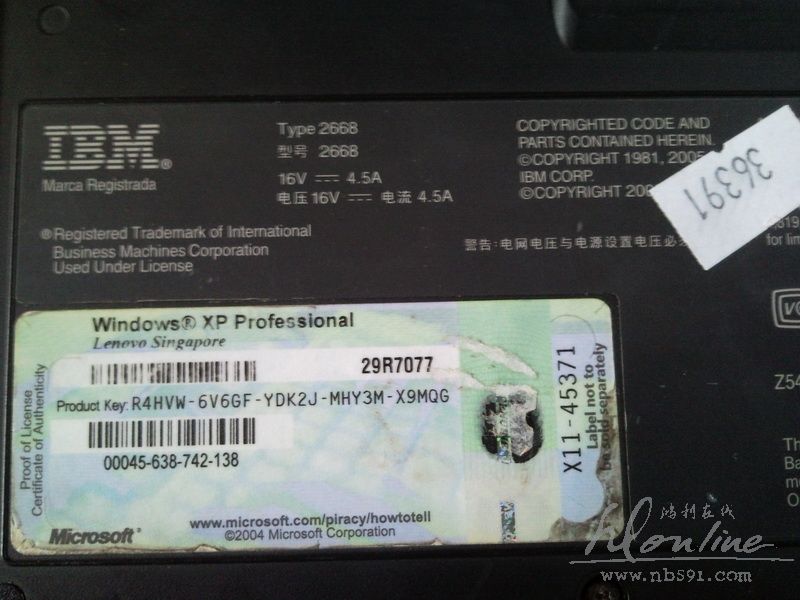 IBM®
Marca Registrada
Type 2668
型号 2668
16V ⎓ 4.5A
电压 16V ⎓ 电流 4.5A
COPYRIGHTED CODE AND
PARTS CONTAINED HEREIN.
©COPYRIGHT 1981, 2005
IBM CORP.
©COPYRIGHT
36391
®Registered Trademark of International
Business Machines Corporation
Used Under License
警告: 电网电压与电源设置电压必
for
Windows® XP Professional
Lenovo Singapore
29R7077
Product Key: R4HVW-6V6GF-YDK2J-MHY3M-X9MQG
00045-638-742-138
Proof of License
Certificate of Authenticity
Microsoft®
www.microsoft.com/piracy/howtotell
©2004 Microsoft Corporation
X11-45371
Label not to
be sold separately
Z54
The
鸿利在线
Hlonline
www.nb591.com